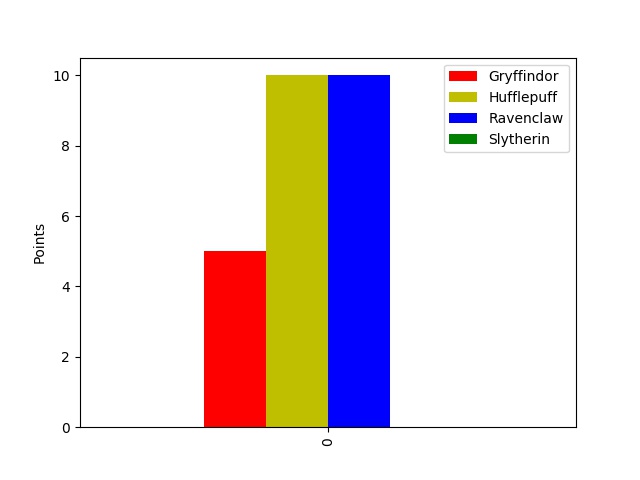 10
8
6
4
2
0
Points
0
Gryffindor
Hufflepuff
Ravenclaw
Slytherin